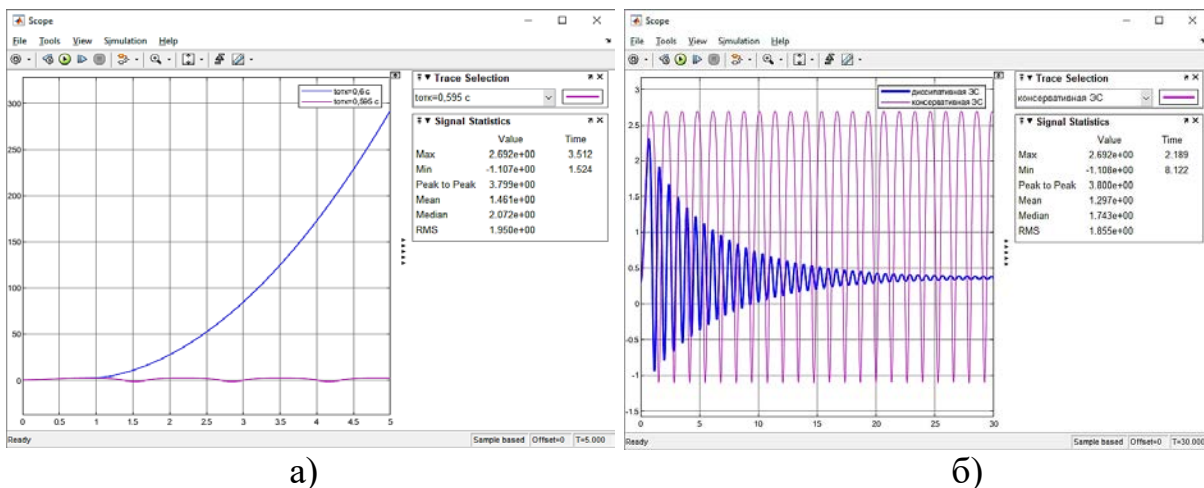 Scope
File Tools View Simulation Help
tотк=0,6 с
tотк=0,595 с
300
250
200
150
100
50
0
0 0.5 1 1.5 2 2.5 3 3.5 4 4.5 5
Trace Selection
tотк=0,595 с
Signal Statistics
Value Time
Max 2.692e+00 3.512
Min -1.107e+00 1.524
Peak to Peak 3.799e+00
Mean 1.461e+00
Median 2.072e+00
RMS 1.950e+00
Ready
Sample based Offset=0 T=5.000
а)
Scope
File Tools View Simulation Help
диссипативная ЭС
консервативная ЭС
3
2.5
2
1.5
1
0.5
0
-0.5
-1
-1.5
0 5 10 15 20 25 30
Trace Selection
консервативная ЭС
Signal Statistics
Value Time
Max 2.692e+00 2.189
Min -1.108e+00 8.122
Peak to Peak 3.800e+00
Mean 1.297e+00
Median 1.743e+00
RMS 1.855e+00
Ready
Sample based Offset=0 T=30.000
б)